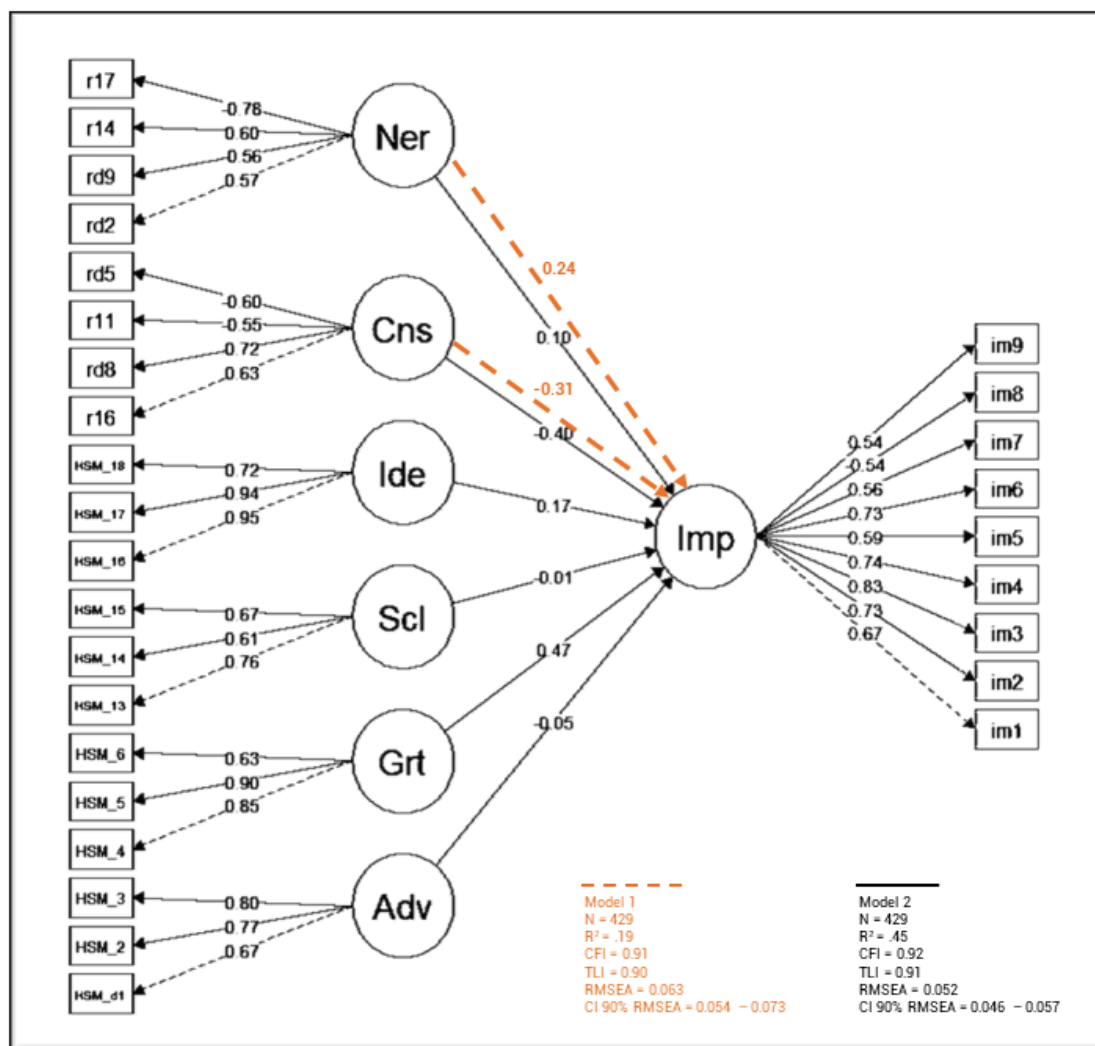 r17
r14
rd9
rd2
rd5
r11
rd8
r16
HSM_18
HSM_17
HSM_16
HSM_15
HSM_14
HSM_13
HSM_6
HSM_5
HSM_4
HSM_3
HSM_2
HSM_d1
-0.78
0.60
0.56
0.57
-0.60
-0.55
0.72
0.63
0.72
0.94
0.95
0.67
0.61
0.76
0.63
0.90
0.85
0.80
0.77
0.67
Ner
Cns
Ide
Scl
Grt
Adv
0.24
0.10
-0.31
-0.40
0.17
-0.01
0.47
-0.05
Imp
0.54
-0.54
0.56
0.73
0.59
0.74
0.83
0.73
0.67
im9
im8
im7
im6
im5
im4
im3
im2
im1
Model 1
N = 429
R² = .19
CFI = 0.91
TLI = 0.90
RMSEA = 0.063
CI 90% RMSEA = 0.054 – 0.073
Model 2
N = 429
R² = .45
CFI = 0.92
TLI = 0.91
RMSEA = 0.052
CI 90% RMSEA = 0.046 – 0.057